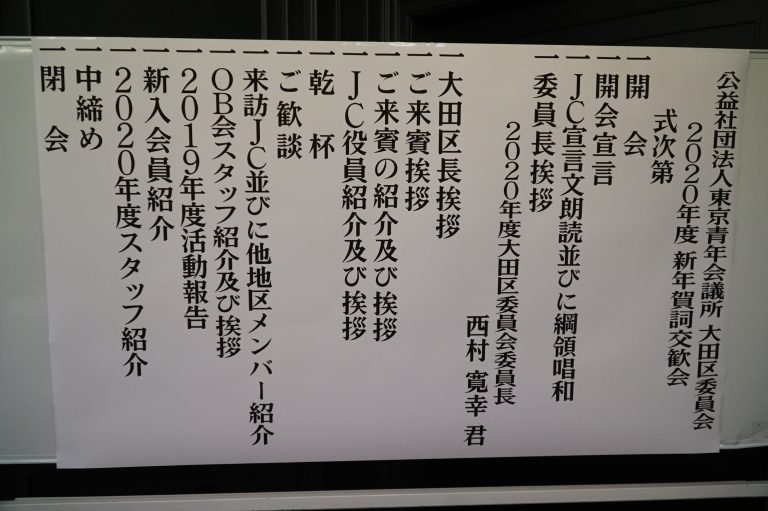 公益社団法人東京青年会議所 大田区委員会
2020年度 新年賀詞交歓会
式次第
一開 会
一開会宣言
一JC宣言文朗読並びに綱領唱和
一委員長挨拶
2020年度大田区委員会委員長
西村 寛幸 君
一大田区長挨拶
一ご来賓挨拶
一ご来賓の紹介及び挨拶
一JC役員紹介及び挨拶
一乾 杯
一ご歓談
一来訪JC並びに他地区メンバー紹介
一OB会スタッフ紹介及び挨拶
一2019年度活動報告
一新入会員紹介
一2020年度スタッフ紹介
一中締め
一閉 会